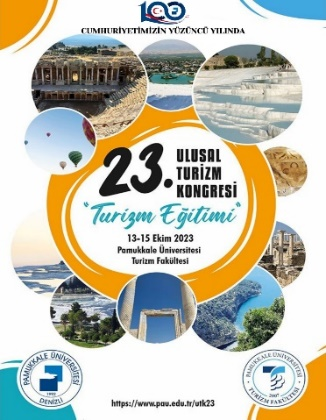 100
CUMHURİYETİMİZİN YÜZÜNCÜ YILINDA
23. ULUSAL
TURİZM
KONGRESİ
"Turizm Eğitimi"
13-15 Ekim 2023
Pamukkale Üniversitesi
Turizm Fakültesi
PAMUKKALE ÜNİVERSİTESİ
1992
DENİZLİ
PAMUKKALE ÜNİVERSİTESİ
2007
TURİZM FAKÜLTESİ
https://www.pau.edu.tr/utk23